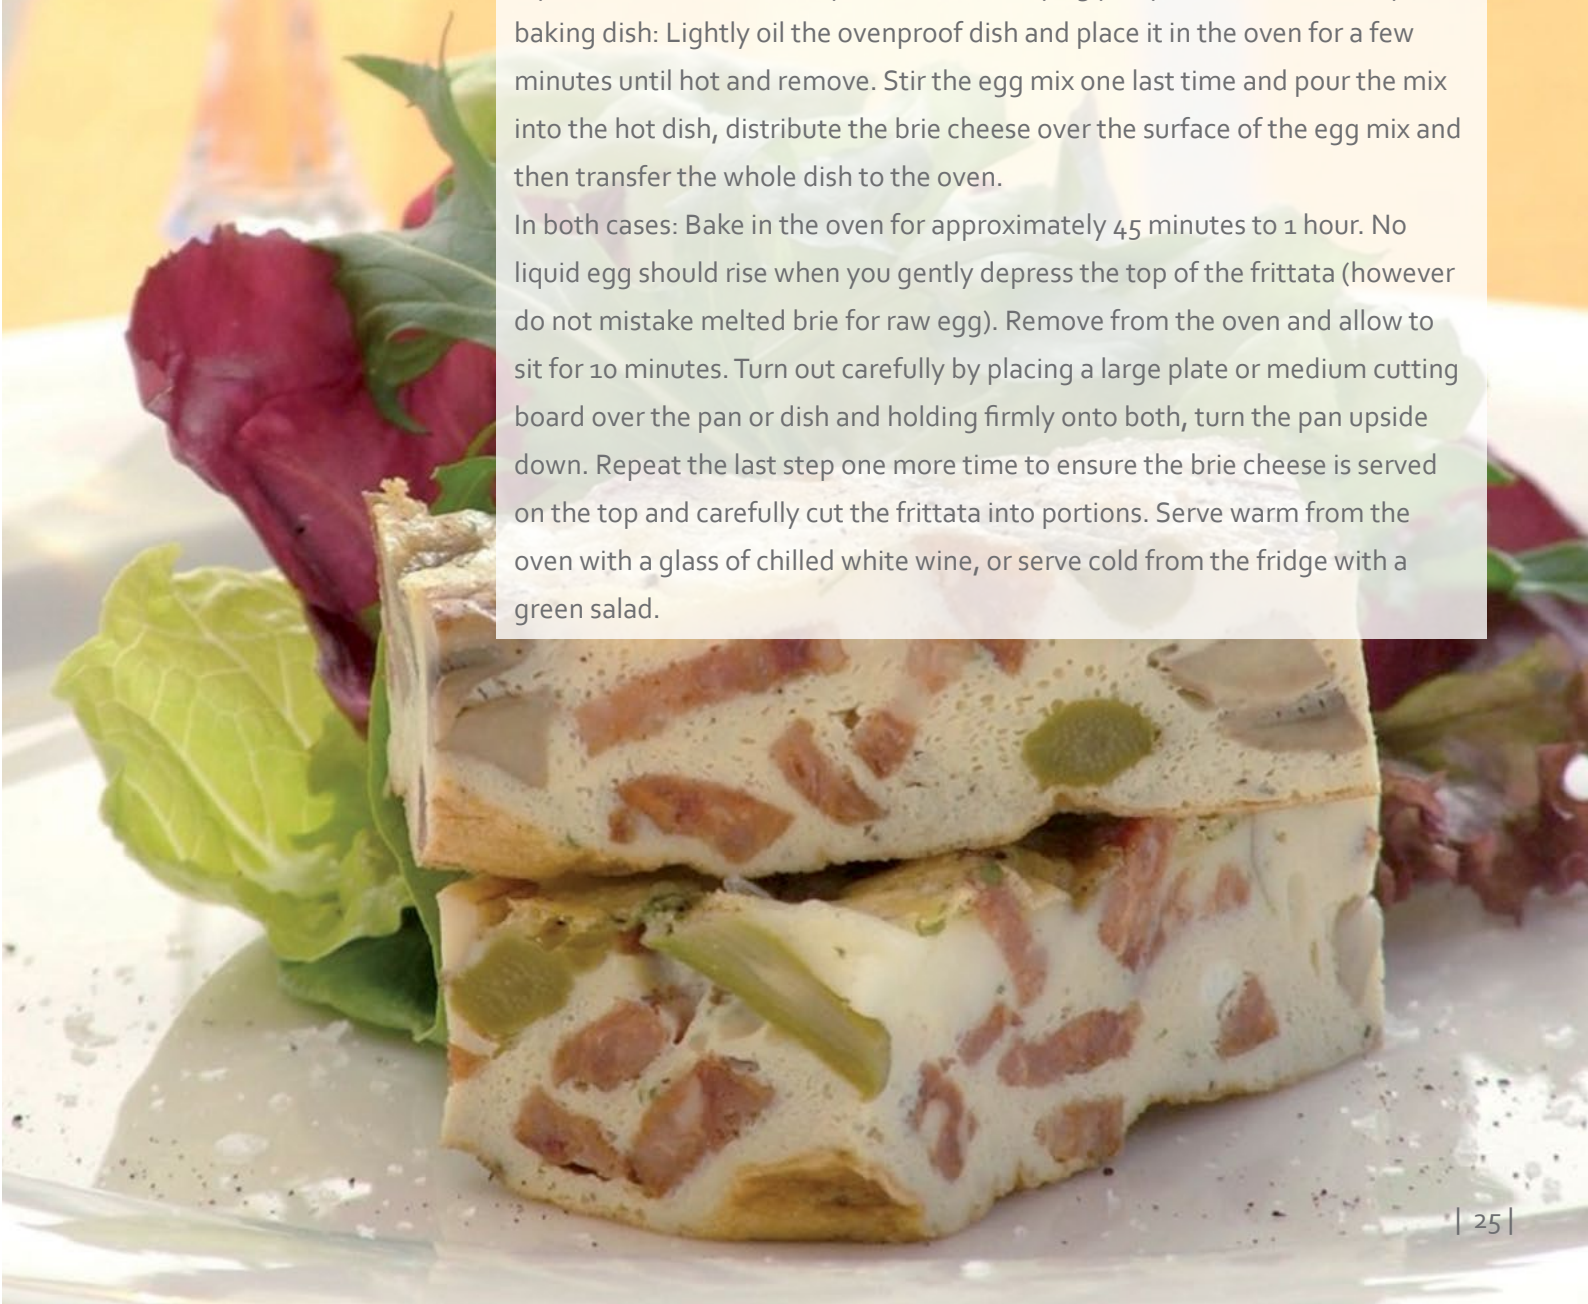 baking dish: Lightly oil the ovenproof dish and place it in the oven for a few
minutes until hot and remove. Stir the egg mix one last time and pour the mix
into the hot dish, distribute the brie cheese over the surface of the egg mix and
then transfer the whole dish to the oven.
In both cases: Bake in the oven for approximately 45 minutes to 1 hour. No
liquid egg should rise when you gently depress the top of the frittata (however
do not mistake melted brie for raw egg). Remove from the oven and allow to
sit for 10 minutes. Turn out carefully by placing a large plate or medium cutting
board over the pan or dish and holding firmly onto both, turn the pan upside
down. Repeat the last step one more time to ensure the brie cheese is served
on the top and carefully cut the frittata into portions. Serve warm from the
oven with a glass of chilled white wine, or serve cold from the fridge with a
green salad.
| 25 |